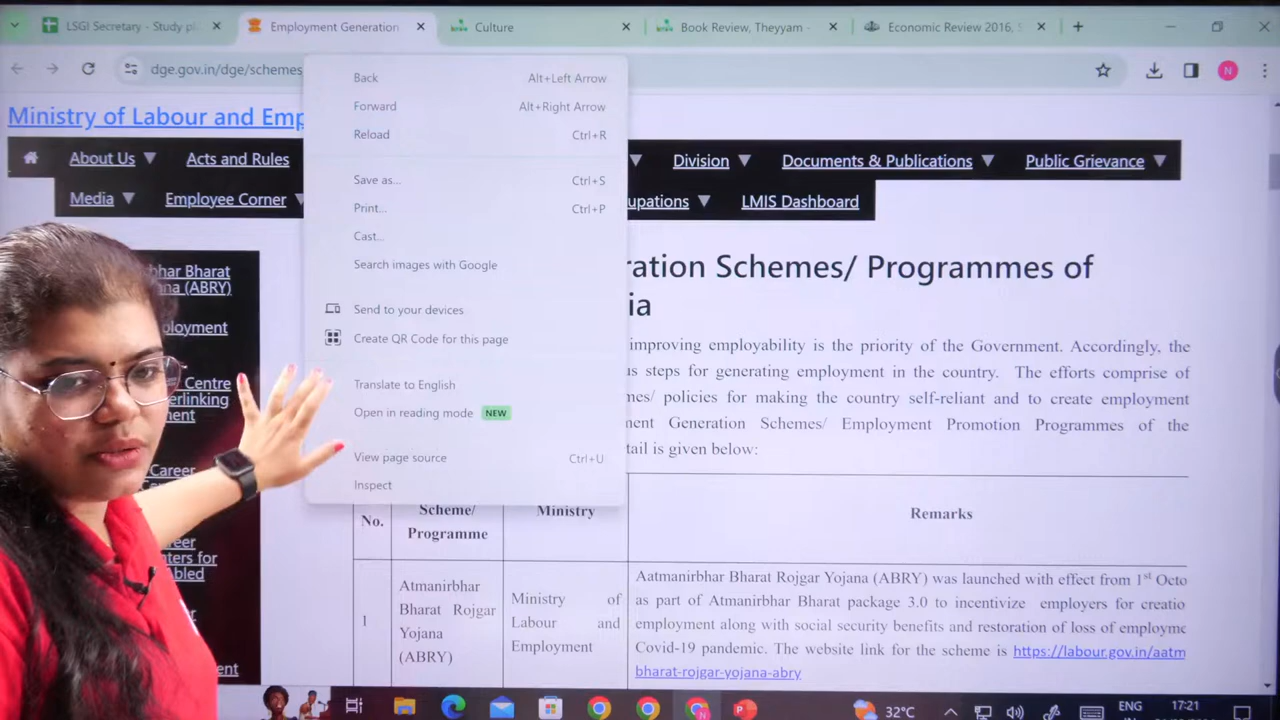 LSGI Secretary - Study pl
Employment Generation
Culture
Book Review, Theyyam -
Economic Review 2016, S
dge.gov.in/dge/schemes
N
Ministry of Labour and Emp
About Us ▼
Acts and Rules
▼
Division ▼
Documents & Publications ▼
Public Grievance ▼
Media ▼
Employee Corner
upations ▼
LMIS Dashboard
Back Alt+Left Arrow
Forward Alt+Right Arrow
Reload Ctrl+R
Save as... Ctrl+S
Print... Ctrl+P
Cast...
Search images with Google
Send to your devices
Create QR Code for this page
Translate to English
Open in reading mode NEW
View page source Ctrl+U
Inspect
bhar Bharat
na (ABRY)
ployment
Centre
erlinking
ent
Career
eer
nters for
Abled
ent
ration Schemes/ Programmes of
ia
improving employability is the priority of the Government. Accordingly, the
s steps for generating employment in the country. The efforts comprise of
nes/ policies for making the country self-reliant and to create employment
ent Generation Schemes/ Employment Promotion Programmes of the
tail is given below:
No.
Scheme/
Programme
Ministry
Remarks
1
Atmanirbhar
Bharat Rojgar
Yojana
(ABRY)
Ministry of
Labour and
Employment
Aatmanirbhar Bharat Rojgar Yojana (ABRY) was launched with effect from 1st Octo
as part of Atmanirbhar Bharat package 3.0 to incentivize employers for creatio
employment along with social security benefits and restoration of loss of employme
Covid-19 pandemic. The website link for the scheme is https://labour.gov.in/aatm
bharat-rojgar-yojana-abry
32°C
ENG
17:21